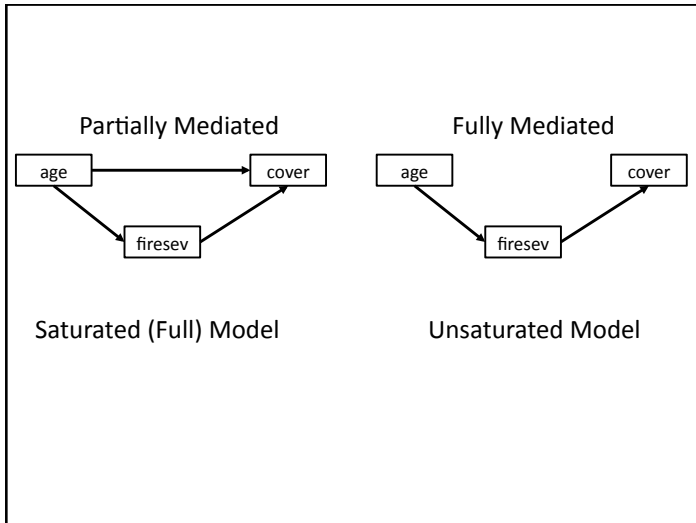 Partially Mediated
age
cover
firesev
Saturated (Full) Model
Fully Mediated
age
cover
firesev
Unsaturated Model